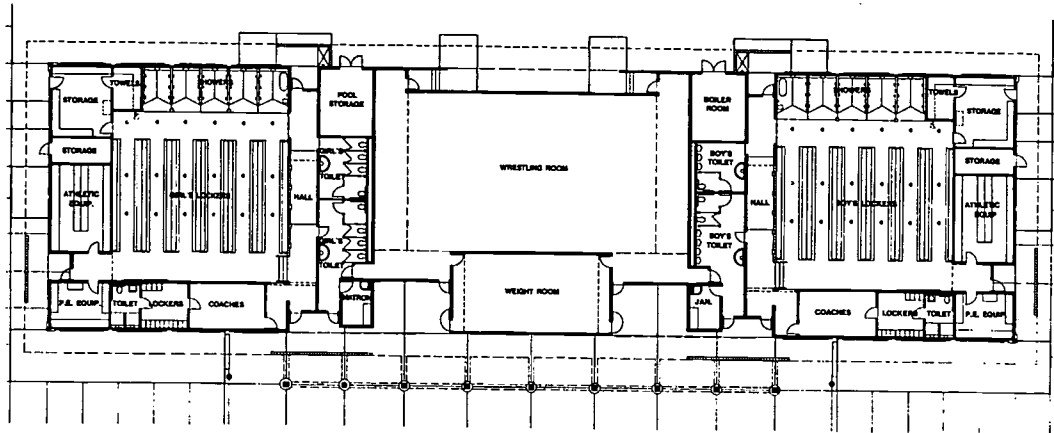 TOWELS
SHOWERS
STORAGE
POOL
STORAGE
STORAGE
GIRL'S
TOILET
ATHLETIC
EQUIP.
GIRL'S LOCKERS
HALL
GIRL'S
TOILET
P.E. EQUIP.
TOILET
LOCKERS
COACHES
MATRON
WRESTLING ROOM
WEIGHT ROOM
BOILER
ROOM
BOY'S
TOILET
HALL
BOY'S
TOILET
JAN.
SHOWERS
TOWELS
STORAGE
STORAGE
BOY'S LOCKERS
ATHLETIC
EQUIP
COACHES
LOCKERS
TOILET
P.E. EQUIP.